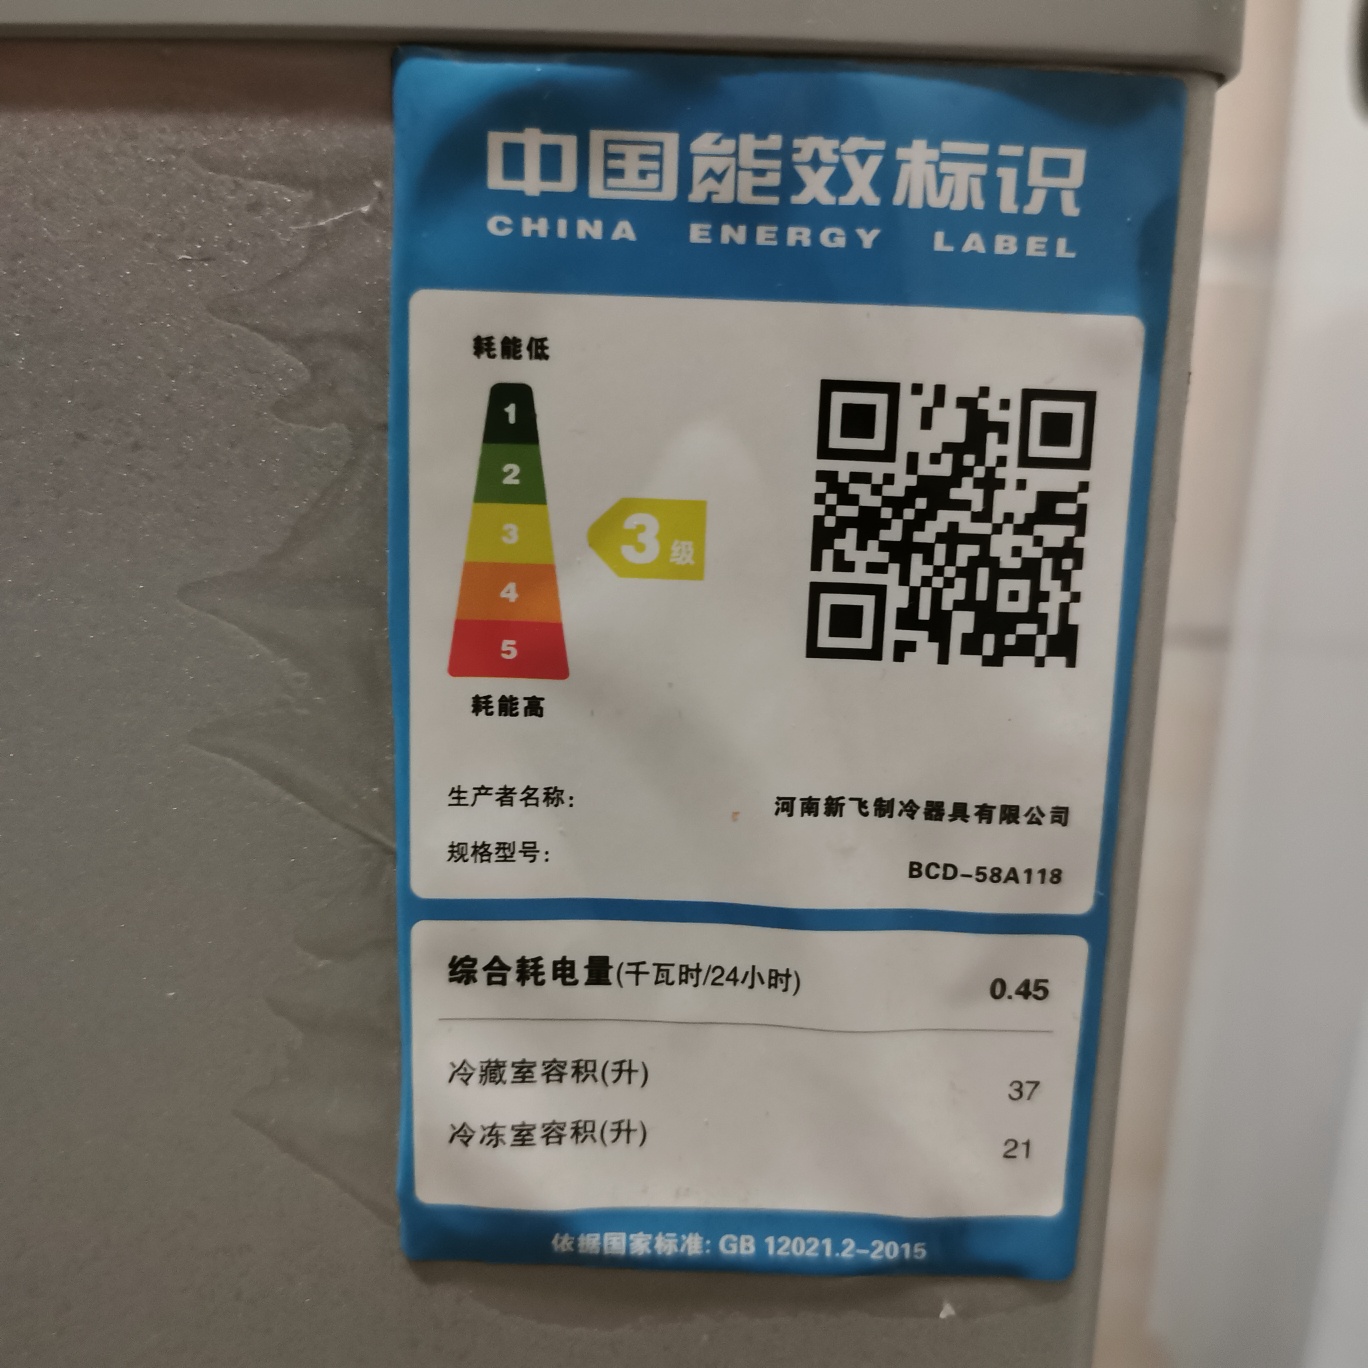 中国能效标识
CHINA ENERGY LABEL
耗能低
1
2
3
3级
4
5
耗能高
生产者名称: 河南新飞制冷器具有限公司
规格型号: BCD-58A118
综合耗电量(千瓦时/24小时) 0.45
冷藏室容积(升) 37
冷冻室容积(升) 21
依据国家标准: GB 12021.2-2015